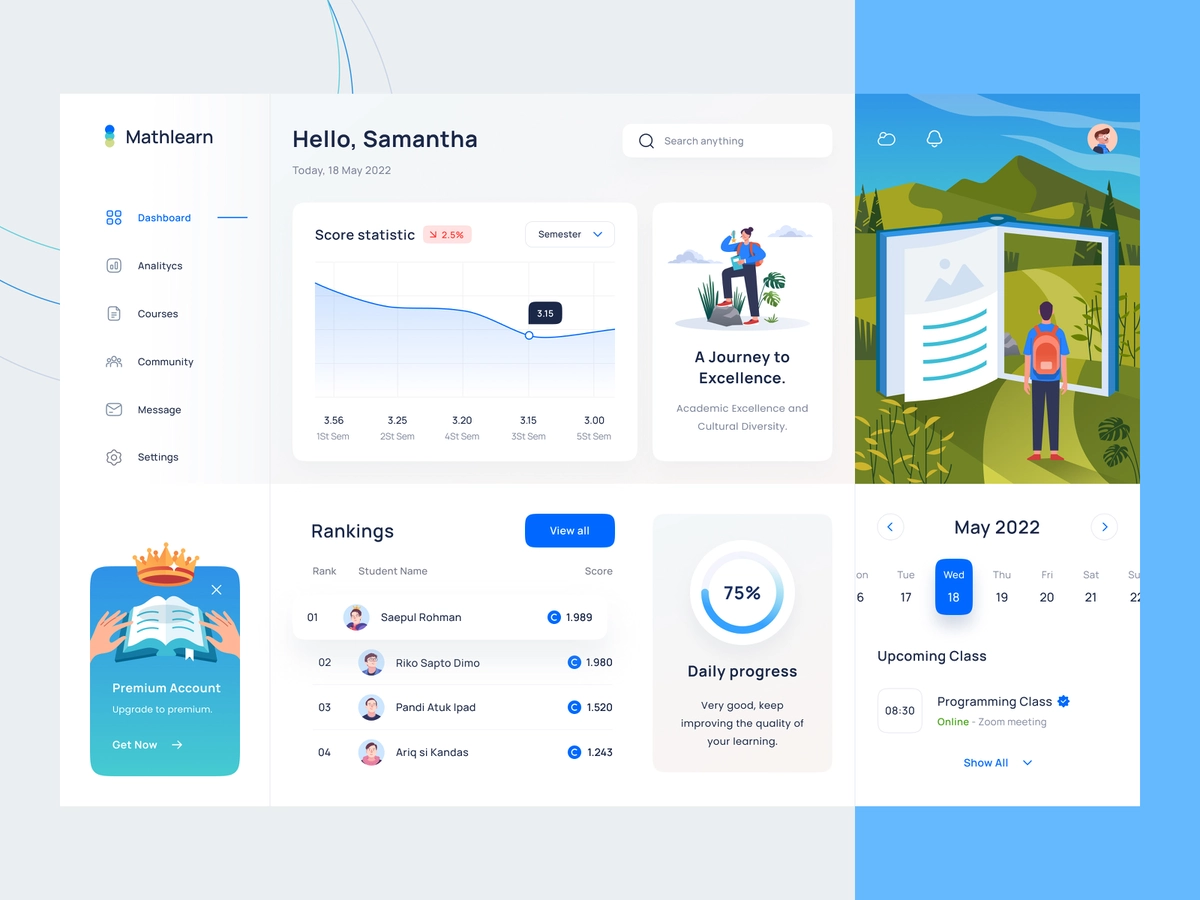 Mathlearn
Dashboard
Analitycs
Courses
Community
Message
Settings
Premium Account
Upgrade to premium.
Get Now
Hello, Samantha
Today, 18 May 2022
Search anything
Score statistic
2.5%
Semester
3.15
3.56 3.25 3.20 3.15 3.00
1St Sem 2St Sem 4St Sem 3St Sem 5St Sem
A Journey to
Excellence.
Academic Excellence and
Cultural Diversity.
Rankings
View all
Rank Student Name Score
01 Saepul Rohman C 1.989
02 Riko Sapto Dimo C 1.980
03 Pandi Atuk Ipad C 1.520
04 Ariq si Kandas C 1.243
75%
Daily progress
Very good, keep
improving the quality of
your learning.
May 2022
on Tue Wed Thu Fri Sat Su
6 17 18 19 20 21 22
Upcoming Class
08:30
Programming Class
Online - Zoom meeting
Show All